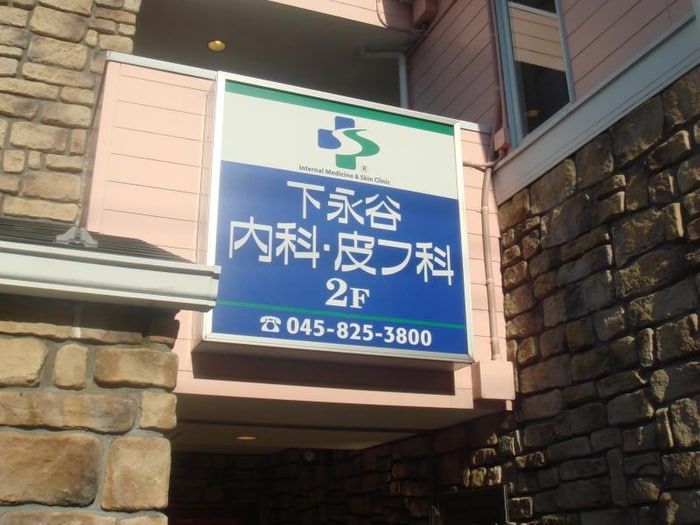 ®
Internal Medicine & Skin Clinic
下永谷
内科・皮フ科
2F
☎ 045-825-3800